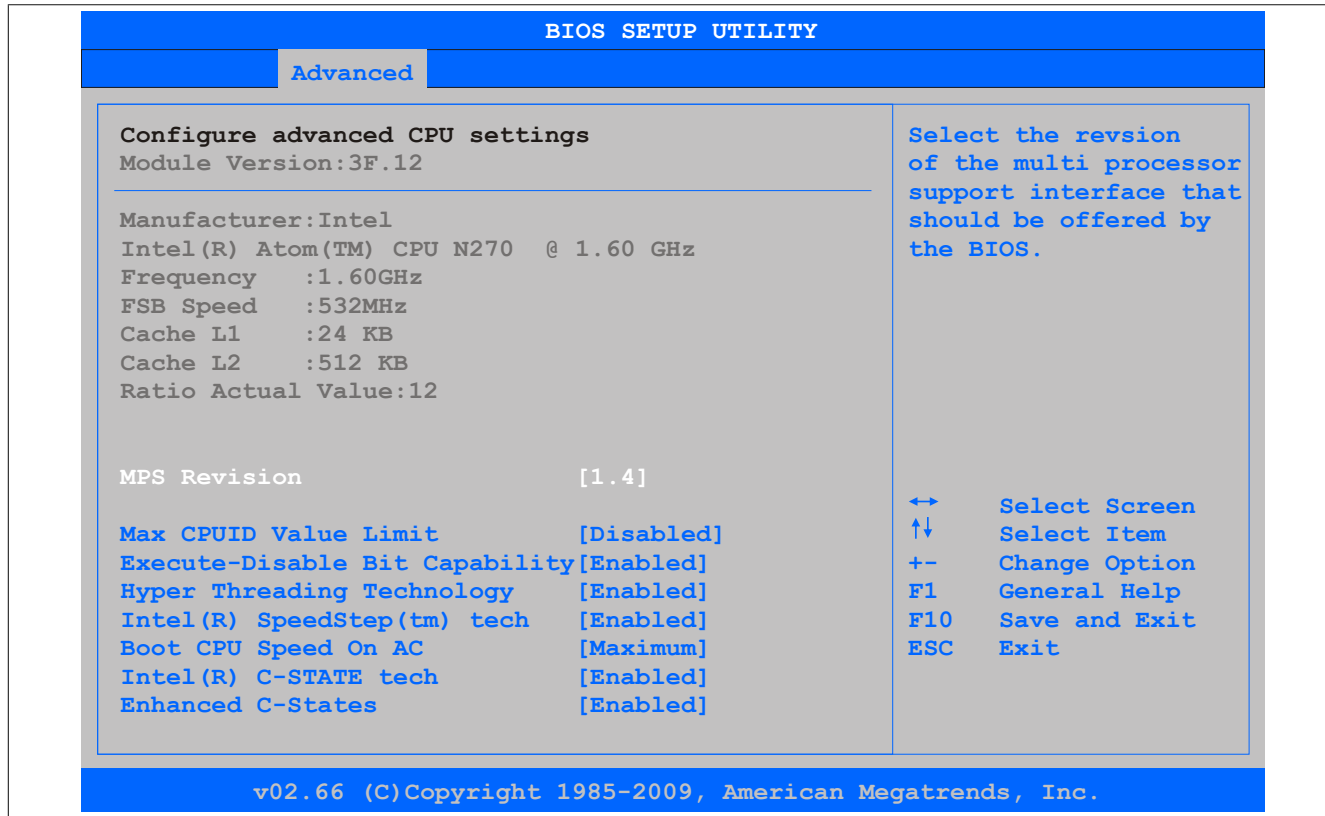 BIOS SETUP UTILITY
Advanced
Configure advanced CPU settings
Module Version:3F.12
Manufacturer:Intel
Intel(R) Atom(TM) CPU N270 @ 1.60 GHz
Frequency :1.60GHz
FSB Speed :532MHz
Cache L1 :24 KB
Cache L2 :512 KB
Ratio Actual Value:12
MPS Revision [1.4]
Max CPUID Value Limit [Disabled]
Execute-Disable Bit Capability[Enabled]
Hyper Threading Technology [Enabled]
Intel(R) SpeedStep(tm) tech [Enabled]
Boot CPU Speed On AC [Maximum]
Intel(R) C-STATE tech [Enabled]
Enhanced C-States [Enabled]
Select the revsion
of the multi processor
support interface that
should be offered by
the BIOS.
←→ Select Screen
↑↓ Select Item
+- Change Option
F1 General Help
F10 Save and Exit
ESC Exit
v02.66 (C)Copyright 1985-2009, American Megatrends, Inc.